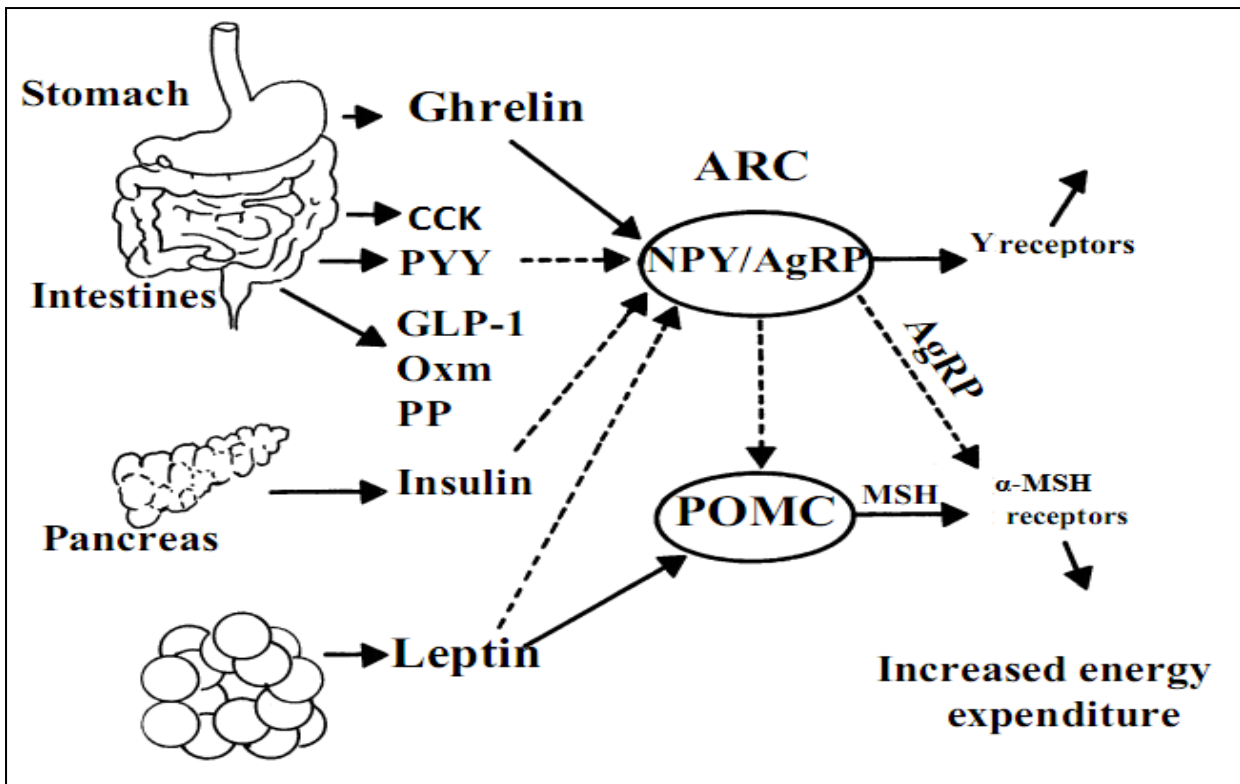 Stomach
Ghrelin
ARC
CCK
PYY
NPY/AgRP
Y receptors
Intestines
GLP-1
Oxm
PP
AgRP
Insulin
Pancreas
POMC
MSH
α-MSH
receptors
Leptin
Increased energy
expenditure